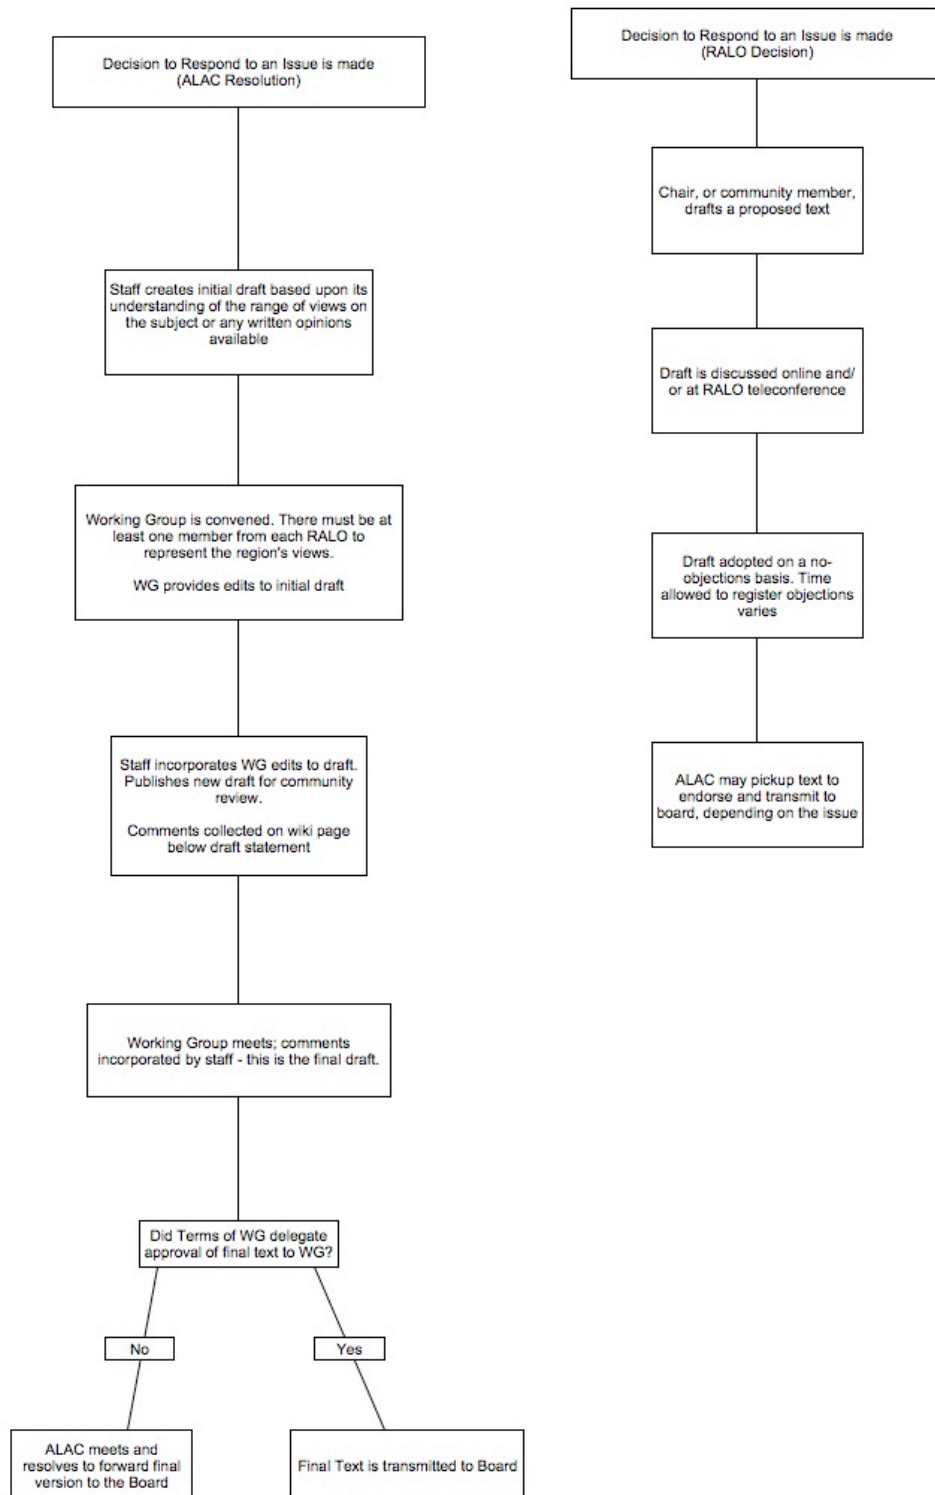 Decision to Respond to an Issue is made
(ALAC Resolution)
Staff creates initial draft based upon its
understanding of the range of views on
the subject or any written opinions
available
Working Group is convened. There must be at
least one member from each RALO to
represent the region's views.
WG provides edits to initial draft
Staff incorporates WG edits to draft.
Publishes new draft for community
review.
Comments collected on wiki page
below draft statement
Working Group meets; comments
incorporated by staff - this is the final draft.
Did Terms of WG delegate
approval of final text to WG?
No
Yes
ALAC meets and
resolves to forward final
version to the Board
Final Text is transmitted to Board
Decision to Respond to an Issue is made
(RALO Decision)
Chair, or community member,
drafts a proposed text
Draft is discussed online and/
or at RALO teleconference
Draft adopted on a no-
objections basis. Time
allowed to register objections
varies
ALAC may pickup text to
endorse and transmit to
board, depending on the issue